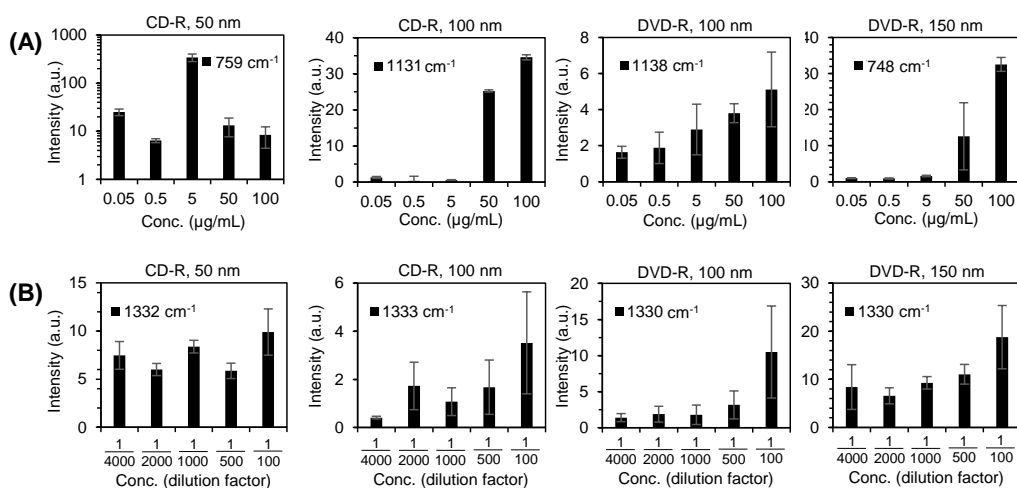 (A)
CD-R, 50 nm
Intensity (a.u.)
1000
100
10
1
759 cm⁻¹
0.05 0.5 5 50 100
Conc. (µg/mL)
CD-R, 100 nm
Intensity (a.u.)
40
30
20
10
0
1131 cm⁻¹
0.05 0.5 5 50 100
Conc. (µg/mL)
DVD-R, 100 nm
Intensity (a.u.)
8
6
4
2
0
1138 cm⁻¹
0.05 0.5 5 50 100
Conc. (µg/mL)
DVD-R, 150 nm
Intensity (a.u.)
40
30
20
10
0
748 cm⁻¹
0.05 0.5 5 50 100
Conc. (µg/mL)
(B)
CD-R, 50 nm
Intensity (a.u.)
15
10
5
0
1332 cm⁻¹
1 1 1 1 1
4000 2000 1000 500 100
Conc. (dilution factor)
CD-R, 100 nm
Intensity (a.u.)
6
4
2
0
1333 cm⁻¹
1 1 1 1 1
4000 2000 1000 500 100
Conc. (dilution factor)
DVD-R, 100 nm
Intensity (a.u.)
20
15
10
5
0
1330 cm⁻¹
1 1 1 1 1
4000 2000 1000 500 100
Conc. (dilution factor)
DVD-R, 150 nm
Intensity (a.u.)
30
20
10
0
1330 cm⁻¹
1 1 1 1 1
4000 2000 1000 500 100
Conc. (dilution factor)